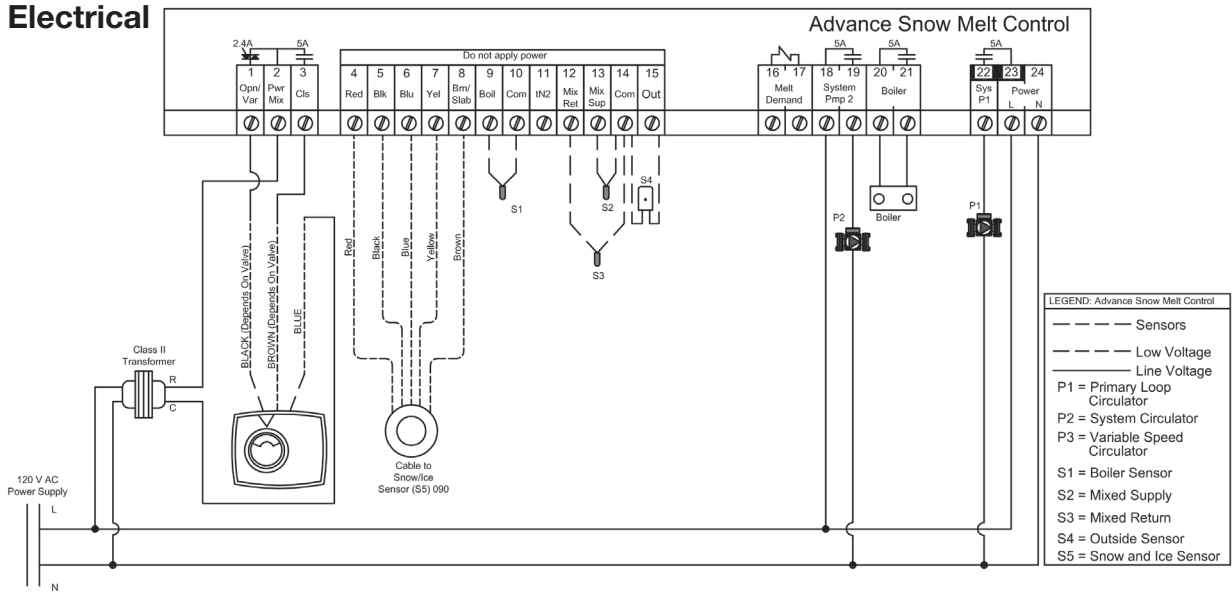 Electrical
Advance Snow Melt Control
2.4A
5A
Do not apply power
5A
5A
5A
1
2
3
4
5
6
7
8
9
10
11
12
13
14
15
16
17
18
19
20
21
22
23
24
Opn/
Var
Pwr
Mix
Cls
Red
Blk
Blu
Yel
Brn/
Slab
Boil
Com
tN2
Mix
Ret
Mix
Sup
Com
Out
Melt
Demand
System
Pmp 2
Boiler
Sys
P1
Power
L
N
S1
S2
S3
S4
P2
Boiler
P1
BLACK (Depends On Valve)
BROWN (Depends On Valve)
BLUE
Red
Black
Blue
Yellow
Brown
Class II
Transformer
R
C
Cable to
Snow/Ice
Sensor (S5) 090
120 V AC
Power Supply
L
N
LEGEND: Advance Snow Melt Control
Sensors
Low Voltage
Line Voltage
P1 = Primary Loop
Circulator
P2 = System Circulator
P3 = Variable Speed
Circulator
S1 = Boiler Sensor
S2 = Mixed Supply
S3 = Mixed Return
S4 = Outside Sensor
S5 = Snow and Ice Sensor